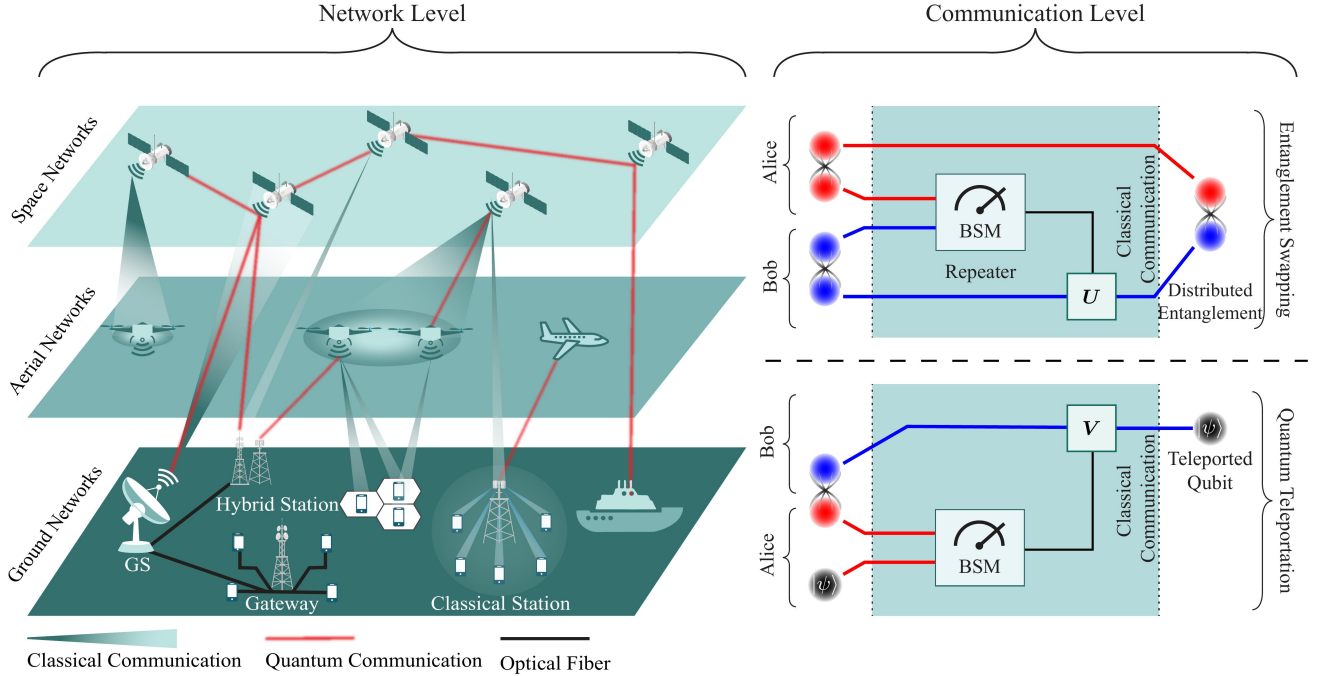 Network Level
Communication Level
Space Networks
Aerial Networks
Ground Networks
Hybrid Station
GS
Gateway
Classical Station
Classical Communication
Quantum Communication
Optical Fiber
Alice
Bob
BSM
Repeater
U
Classical
Communication
Distributed
Entanglement
Entanglement Swapping
Bob
Alice
|ψ⟩
BSM
V
Classical
Communication
|ψ⟩
Teleported
Qubit
Quantum Teleportation